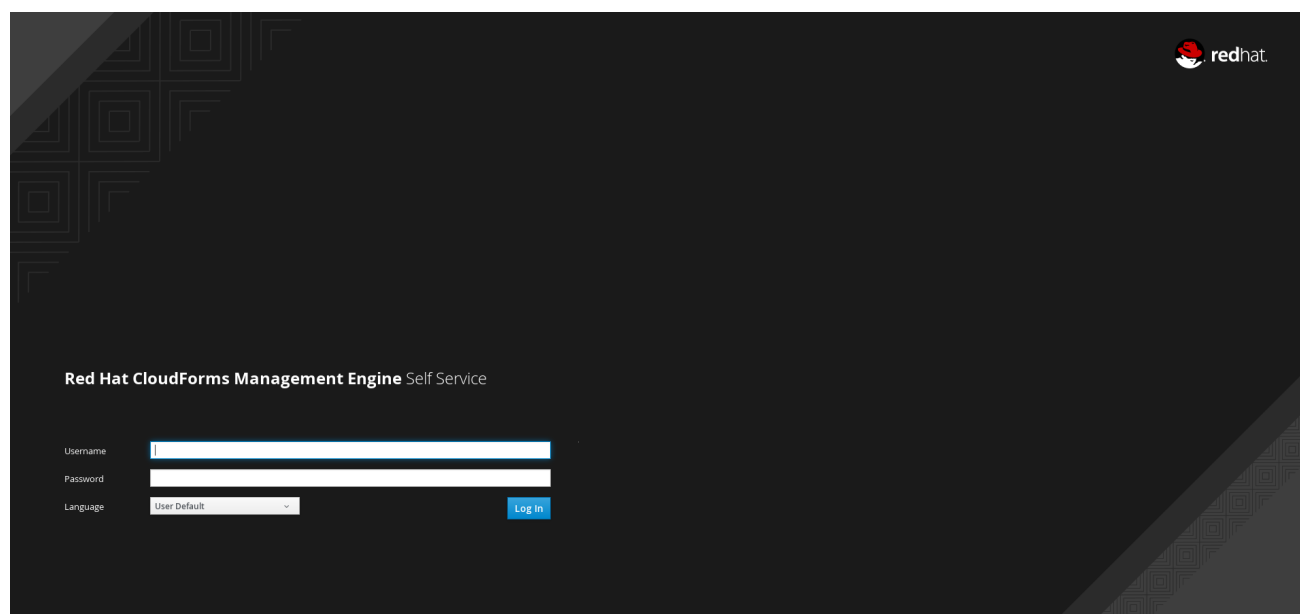 redhat.
Red Hat CloudForms Management Engine Self Service
Username
Password
Language User Default Log In